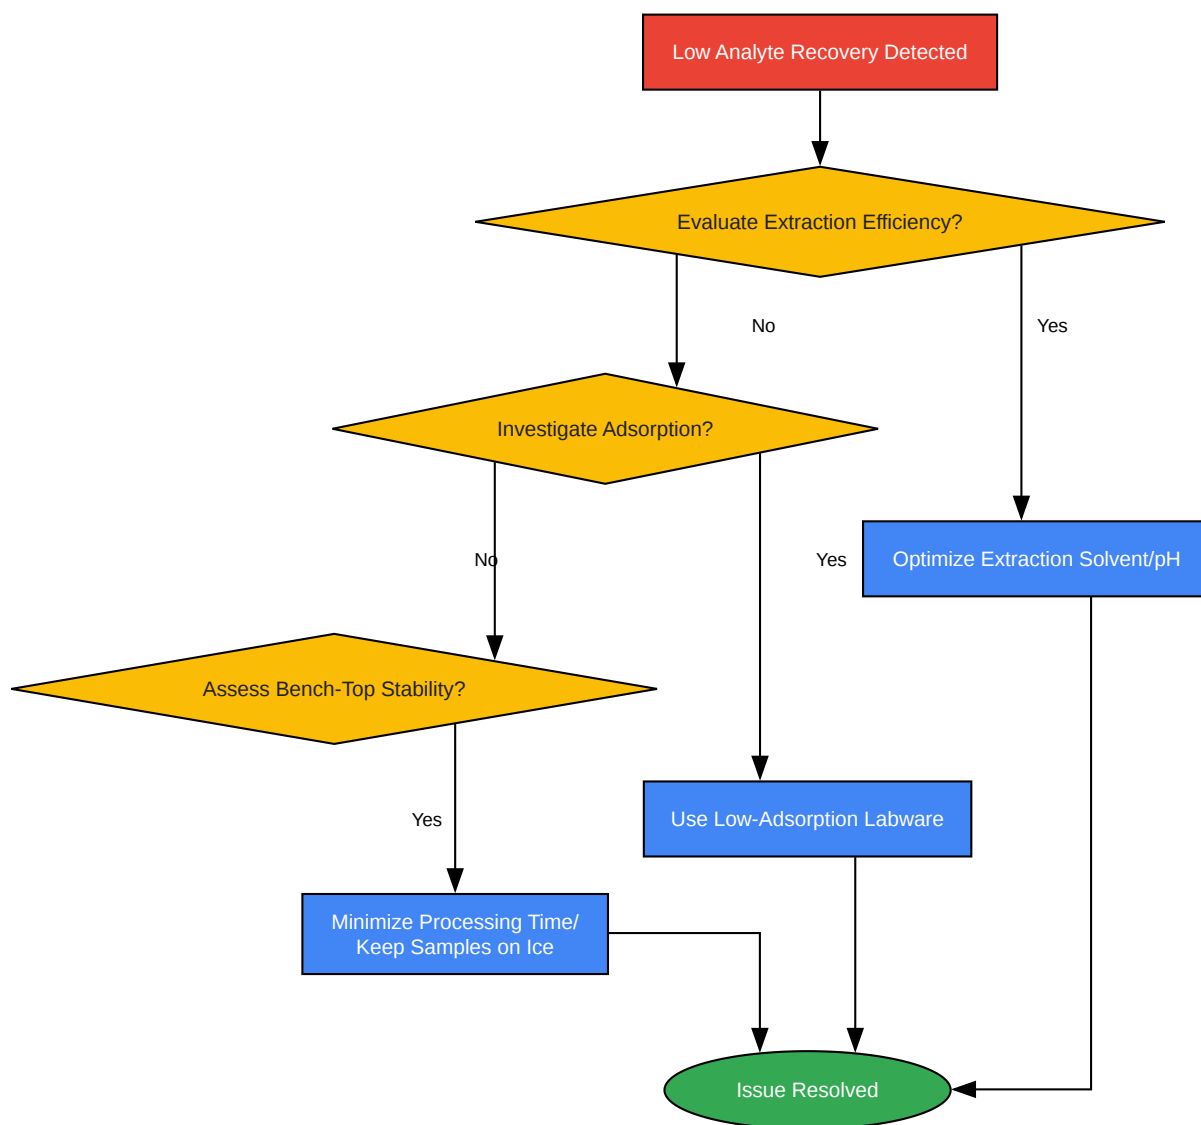 Low Analyte Recovery Detected
Evaluate Extraction Efficiency?
No
Yes
Investigate Adsorption?
No
Yes
Optimize Extraction Solvent/pH
Assess Bench-Top Stability?
Yes
Use Low-Adsorption Labware
Minimize Processing Time/
Keep Samples on Ice
Issue Resolved